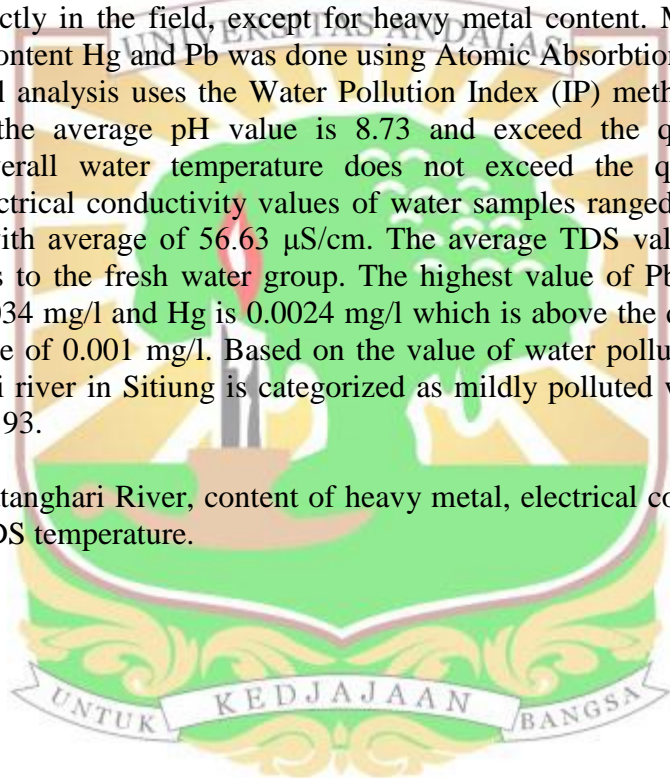 ctly in the field, except for heavy metal content. M
ontent Hg and Pb was done using Atomic Absorbtion
UNIVERSITAS ANDALAS
l analysis uses the Water Pollution Index (IP) meth
the average pH value is 8.73 and exceed the q
erall water temperature does not exceed the q
ctrical conductivity values of water samples ranged
with average of 56.63 μS/cm. The average TDS val
s to the fresh water group. The highest value of Pb
034 mg/l and Hg is 0.0024 mg/l which is above the
e of 0.001 mg/l. Based on the value of water pollu
i river in Sitiung is categorized as mildly polluted
93.
tanghari River, content of heavy metal, electrical co
DS temperature.
UNTUK KEDJAJAAN BANGSA